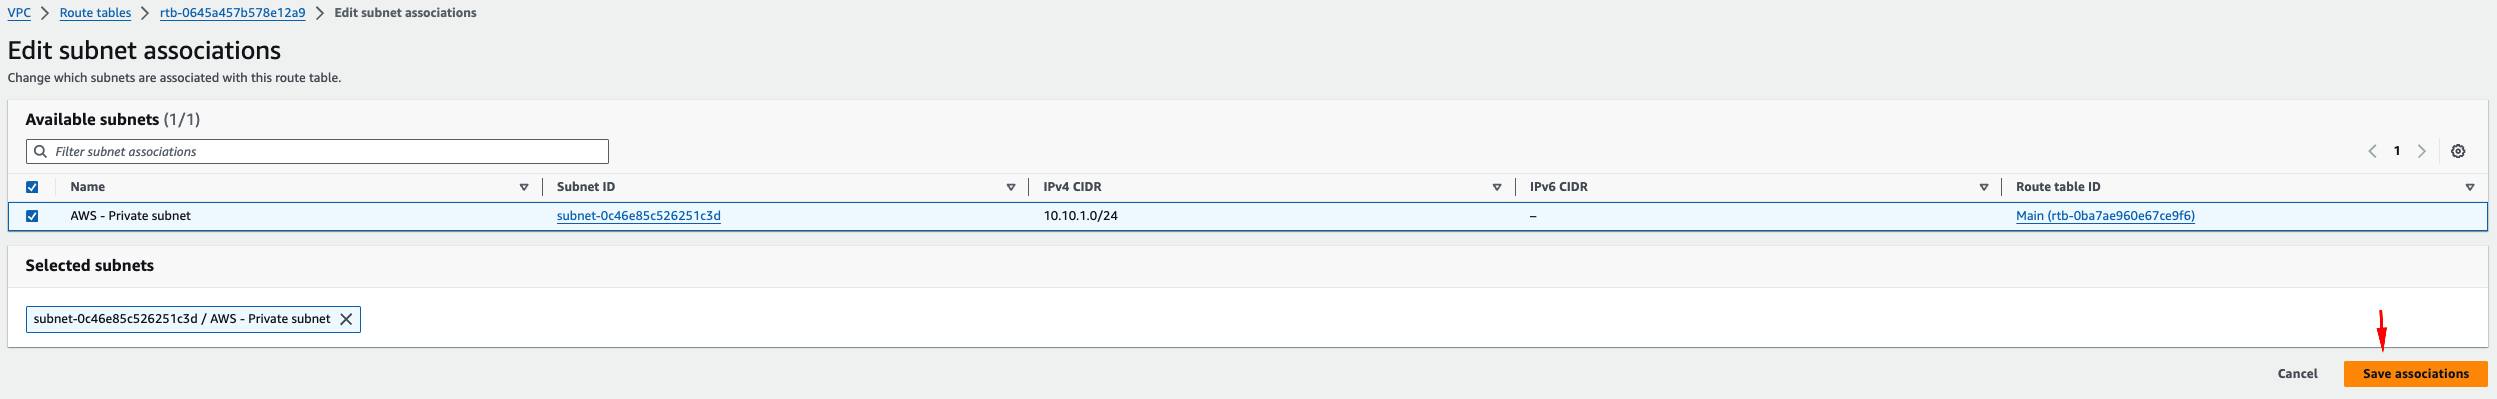 VPC > Route tables > rtb-0645a457b578e12a9 > Edit subnet associations
Edit subnet associations
Change which subnets are associated with this route table.
Available subnets (1/1)
Filter subnet associations
1
Name Subnet ID IPv4 CIDR IPv6 CIDR Route table ID
AWS - Private subnet subnet-0c46e85c526251c3d 10.10.1.0/24 – Main (rtb-0ba7ae960e67ce9f6)
Selected subnets
subnet-0c46e85c526251c3d / AWS - Private subnet
Cancel Save associations